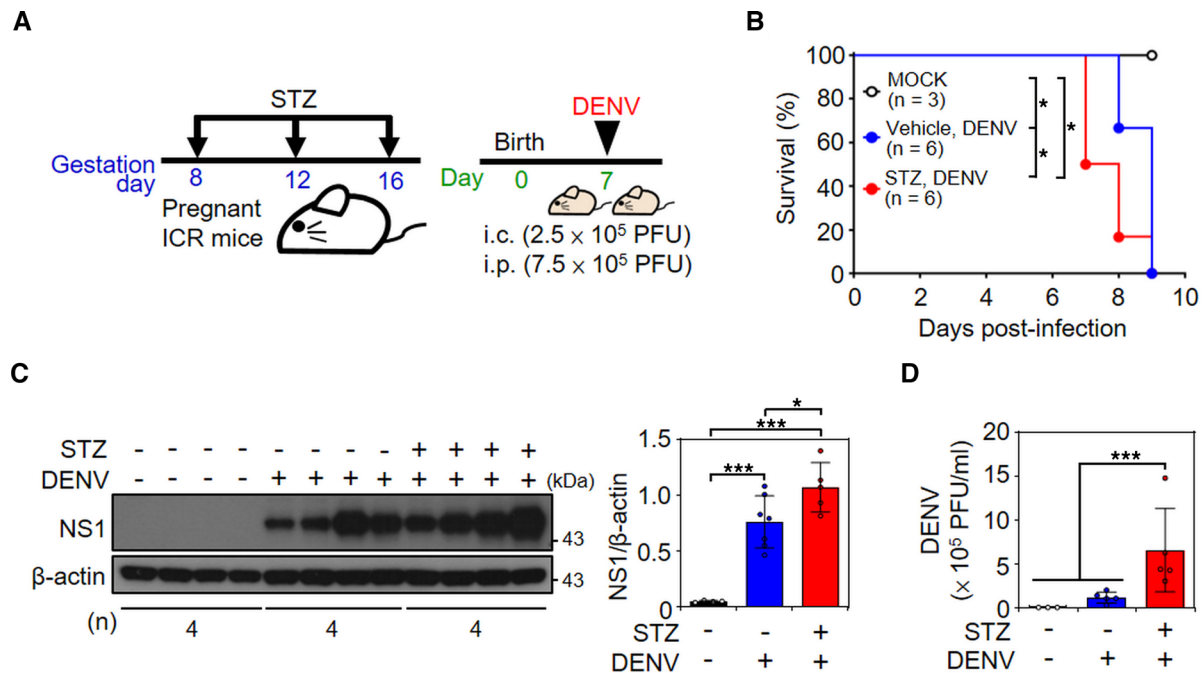 A
STZ
DENV
Birth
Gestation
day
8
12
16
Day
0
7
Pregnant
ICR mice
i.c. (2.5 × 10⁵ PFU)
i.p. (7.5 × 10⁵ PFU)
B
Survival (%)
100
80
60
40
20
0
0
2
4
6
8
10
Days post-infection
MOCK
(n = 3)
Vehicle, DENV
(n = 6)
STZ, DENV
(n = 6)
*
*
*
C
STZ - - - - - - - - + + + +
DENV - - - - + + + + + + + + (kDa)
NS1
43
β-actin
43
(n) 4 4 4
NS1/β-actin
1.5
1.0
0.5
0
*
***
***
STZ - - +
DENV - + +
D
DENV
(× 10⁵ PFU/ml)
20
15
10
5
0
***
STZ - - +
DENV - + +